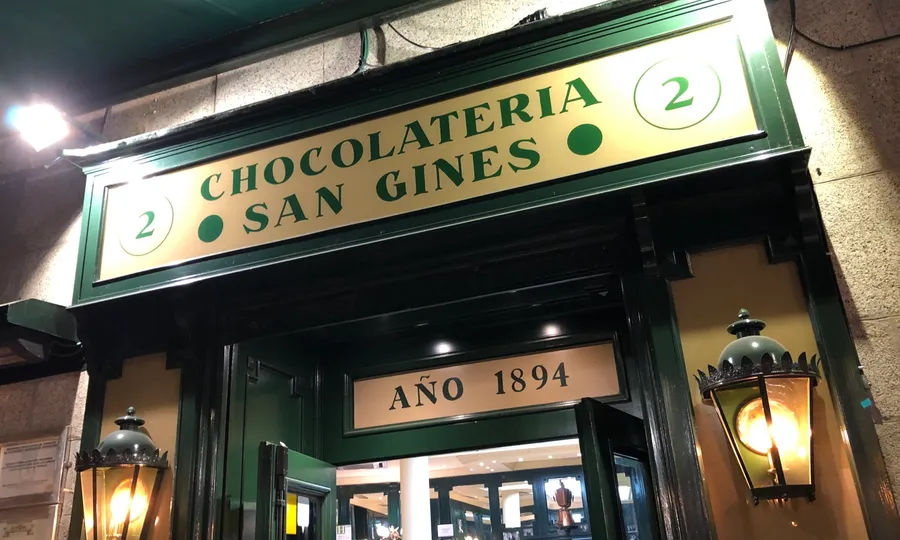 CHOCOLATERIA
2 SAN GINES 2
AÑO 1894